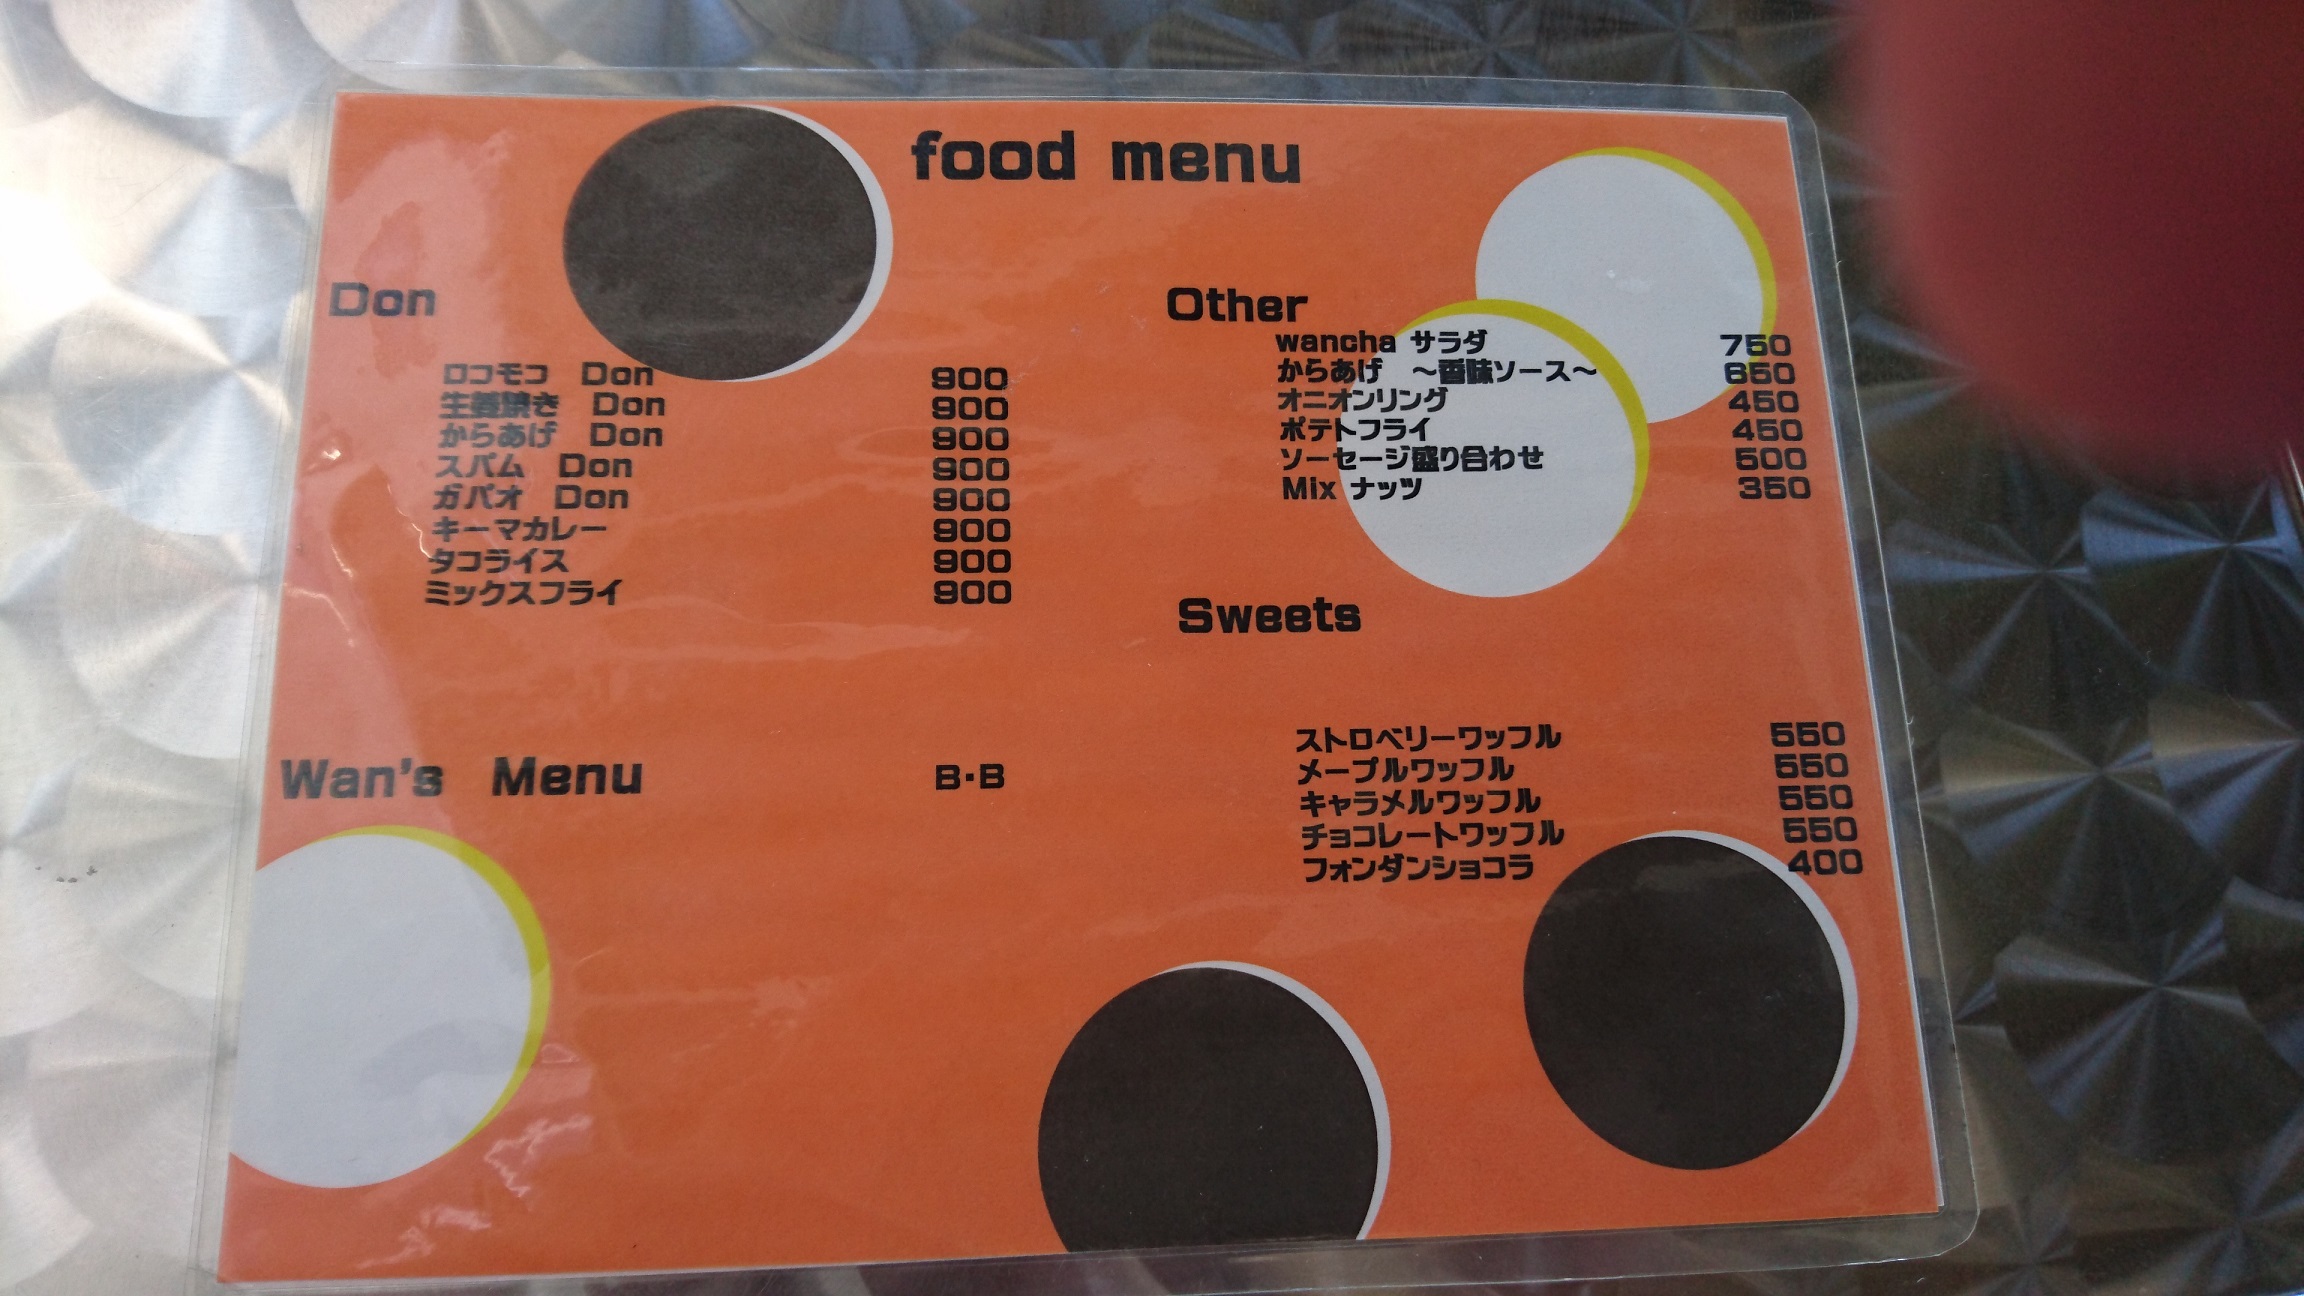 food menu
Don
ロコモコ Don 900
生姜焼き Don 900
からあげ Don 900
スパム Don 900
ガパオ Don 900
キーマカレー 900
タコライス 900
ミックスフライ 900
Wan's Menu B・B
Other
wancha サラダ 750
からあげ ～香味ソース～ 650
オニオンリング 450
ポテトフライ 450
ソーセージ盛り合わせ 500
Mix ナッツ 350
Sweets
ストロベリーワッフル 550
メープルワッフル 550
キャラメルワッフル 550
チョコレートワッフル 550
フォンダンショコラ 400